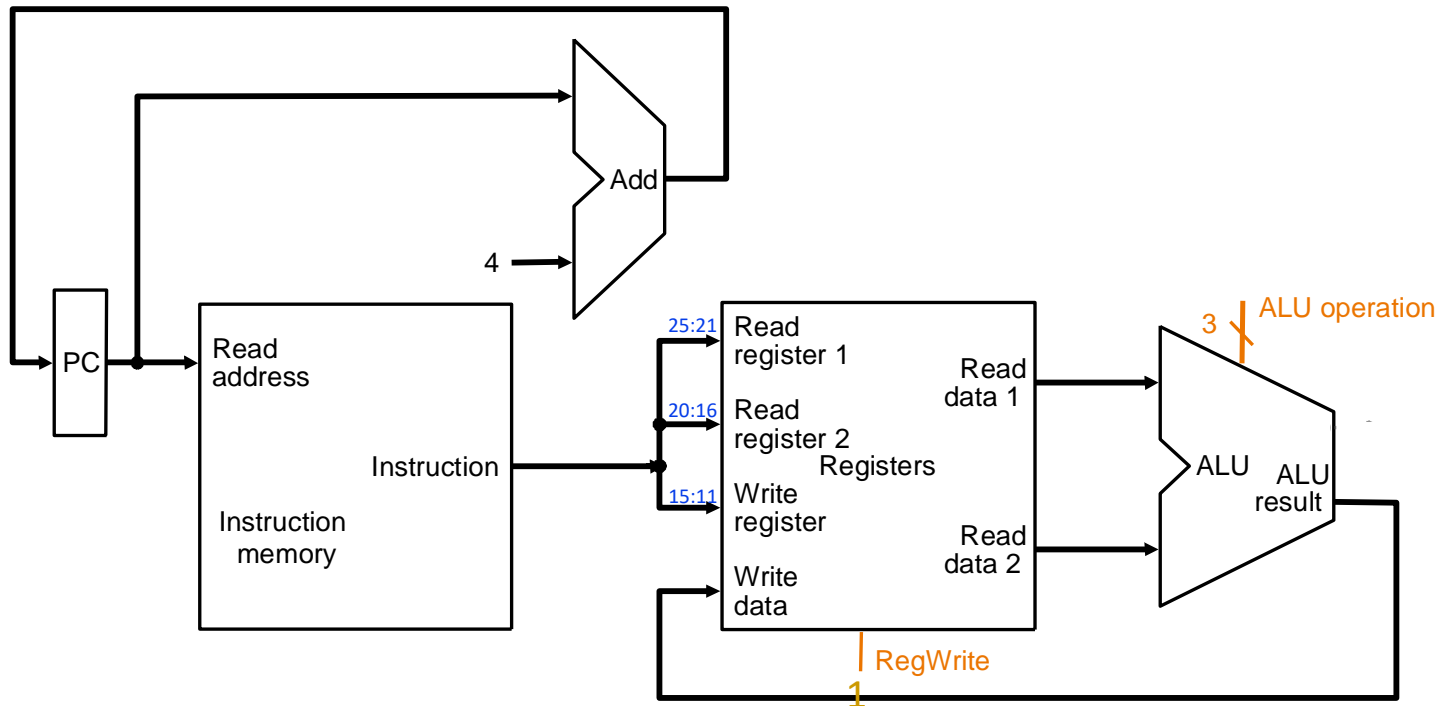 Add
4
PC
Read
address
Instruction
Instruction
memory
25:21
Read
register 1
20:16
Read
register 2
Registers
15:11
Write
register
Write
data
Read
data 1
Read
data 2
RegWrite
1
3
ALU operation
ALU
ALU
result